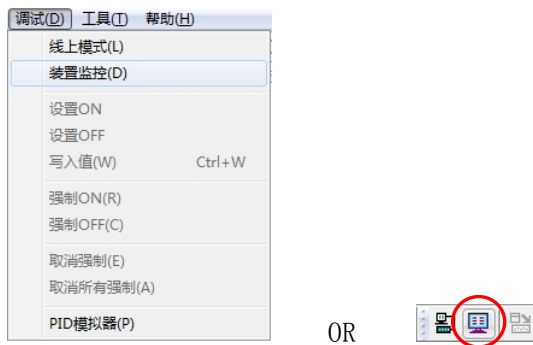 调试(D) 工具(T) 帮助(H)
线上模式(L)
装置监控(D)
设置ON
设置OFF
写入值(W) Ctrl+W
强制ON(R)
强制OFF(C)
取消强制(E)
取消所有强制(A)
PID模拟器(P)
OR